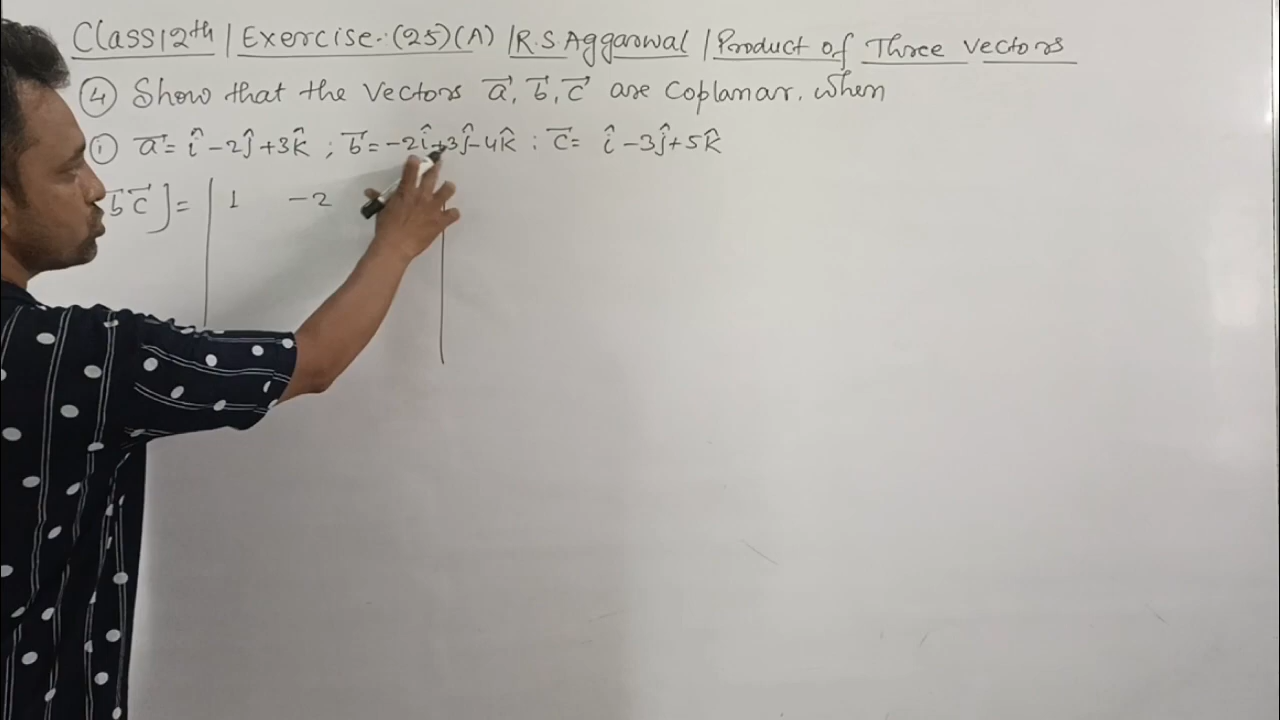 Class 12th | Exercise:-(25)(A) | R.S Aggarwal | Product of Three vectors
④ Show that the Vectors a⃗, b⃗, c⃗ are Coplanar. When
ⓘ a⃗ = î - 2ĵ + 3k̂ ; b⃗ = -2î + 3ĵ - 4k̂ ; c⃗ = î - 3ĵ + 5k̂
b⃗ c⃗ ] = | 1 -2